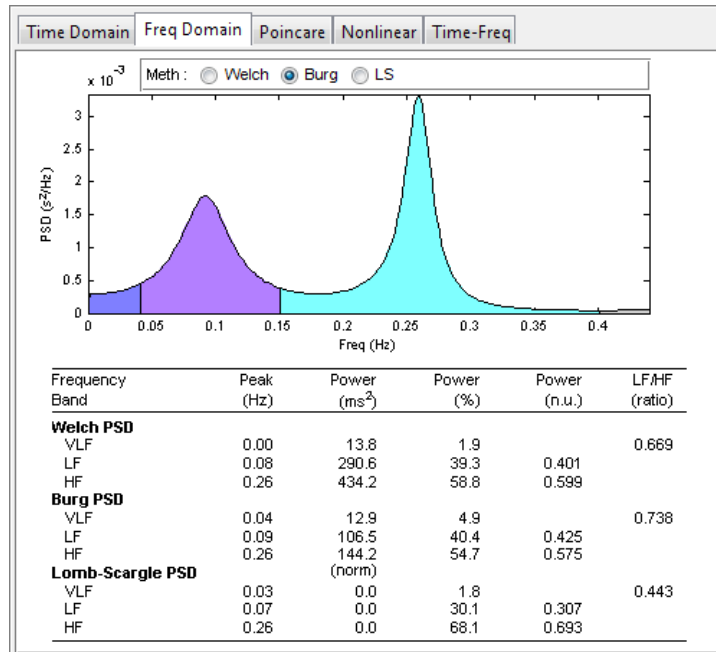 Time Domain Freq Domain Poincare Nonlinear Time-Freq
x 10^-3 Meth : Welch Burg LS
3
2.5
2
1.5
1
0.5
0
PSD (s²/Hz)
0 0.05 0.1 0.15 0.2 0.25 0.3 0.35 0.4
Freq (Hz)
Frequency Peak Power Power Power LF/HF
Band (Hz) (ms²) (%) (n.u.) (ratio)
Welch PSD
VLF 0.00 13.8 1.9 0.669
LF 0.08 290.6 39.3 0.401
HF 0.26 434.2 58.8 0.599
Burg PSD
VLF 0.04 12.9 4.9 0.738
LF 0.09 106.5 40.4 0.425
HF 0.26 144.2 54.7 0.575
Lomb-Scargle PSD (norm)
VLF 0.03 0.0 1.8 0.443
LF 0.07 0.0 30.1 0.307
HF 0.26 0.0 68.1 0.693